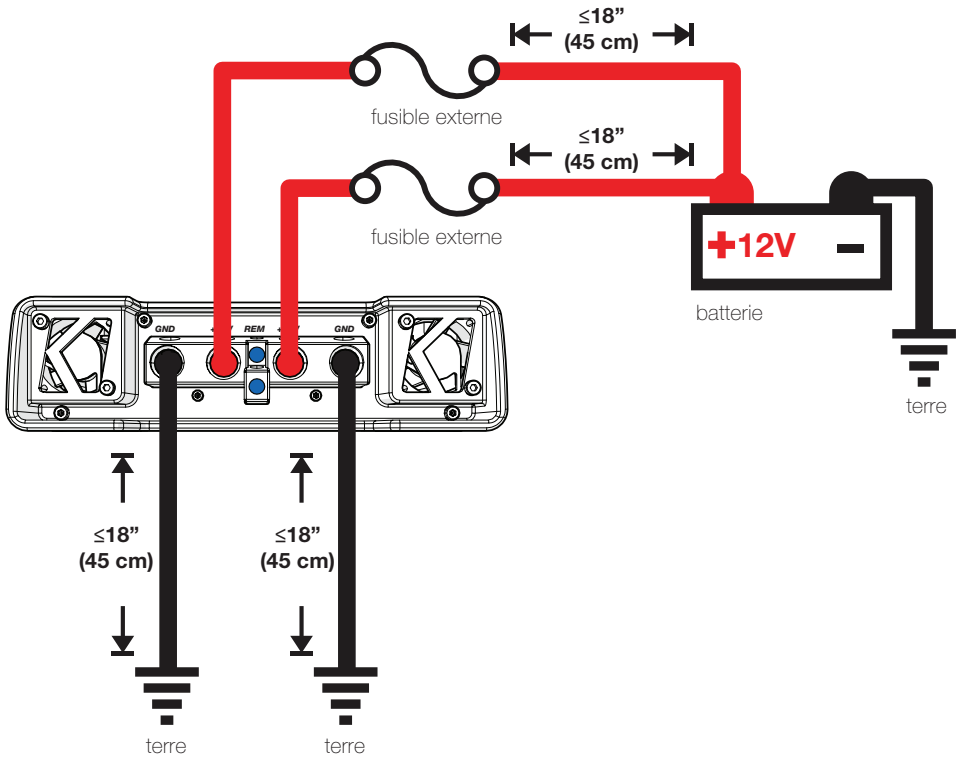 ≤18”
(45 cm)
fusible externe
≤18”
(45 cm)
fusible externe
+12V −
batterie
terre
GND REM GND
≤18”
(45 cm)
≤18”
(45 cm)
terre
terre